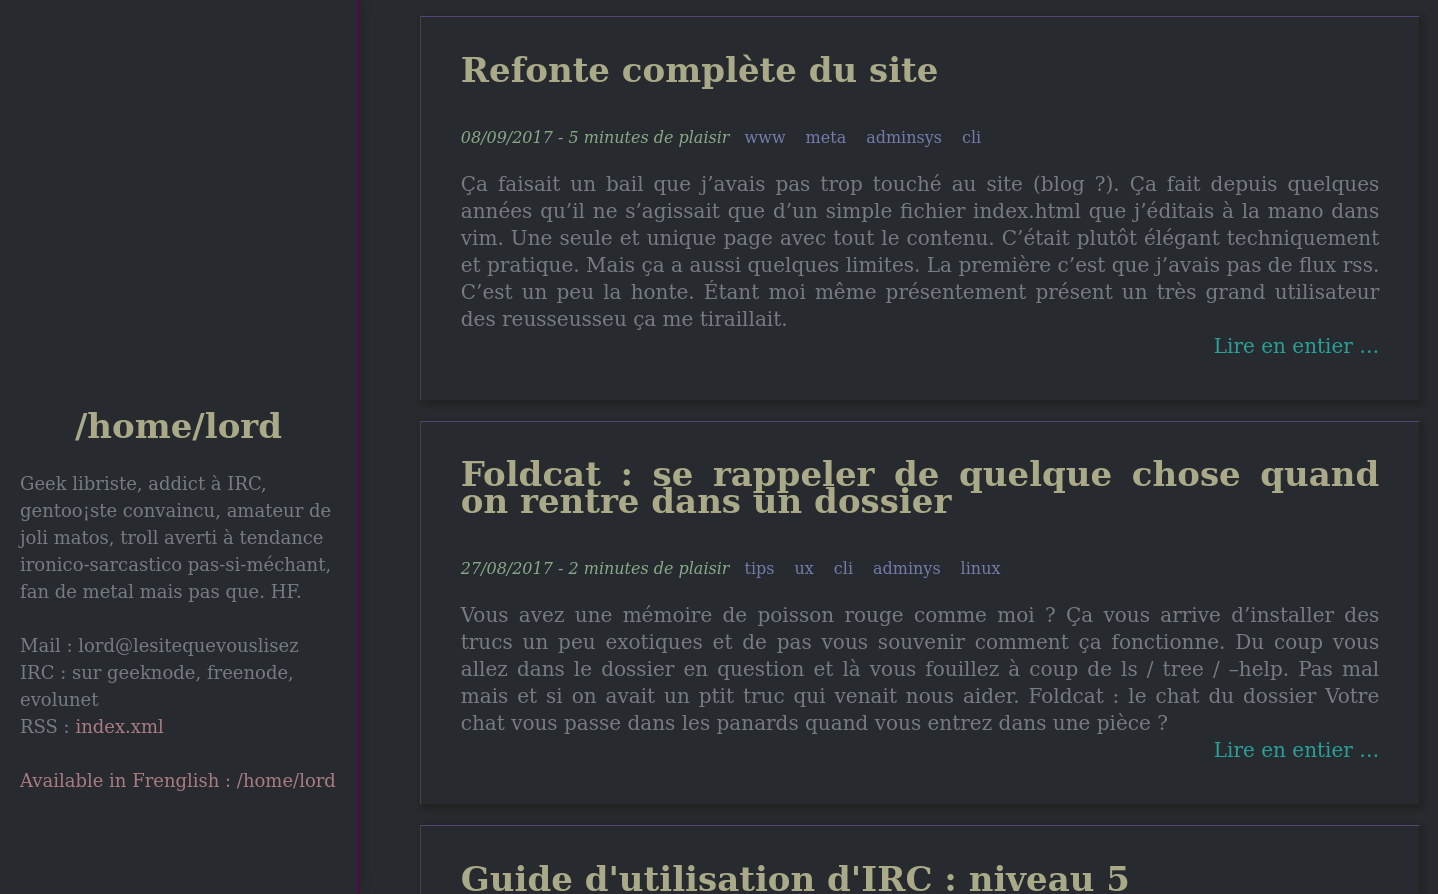 /home/lord
Geek libriste, addict à IRC,
gentoo¡ste convaincu, amateur de
joli matos, troll averti à tendance
ironico-sarcastico pas-si-méchant,
fan de metal mais pas que. HF.
Mail : lord@lesitequevouslisez
IRC : sur geeknode, freenode,
evolunet
RSS : index.xml
Available in Frenglish : /home/lord
Refonte complète du site
08/09/2017 - 5 minutes de plaisir www meta adminsys cli
Ça faisait un bail que j’avais pas trop touché au site (blog ?). Ça fait depuis quelques
années qu’il ne s’agissait que d’un simple fichier index.html que j’éditais à la mano dans
vim. Une seule et unique page avec tout le contenu. C’était plutôt élégant techniquement
et pratique. Mais ça a aussi quelques limites. La première c’est que j’avais pas de flux rss.
C’est un peu la honte. Étant moi même présentement présent un très grand utilisateur
des reusseusseu ça me tiraillait.
Lire en entier …
Foldcat : se rappeler de quelque chose quand
on rentre dans un dossier
27/08/2017 - 2 minutes de plaisir tips ux cli adminys linux
Vous avez une mémoire de poisson rouge comme moi ? Ça vous arrive d’installer des
trucs un peu exotiques et de pas vous souvenir comment ça fonctionne. Du coup vous
allez dans le dossier en question et là vous fouillez à coup de ls / tree / –help. Pas mal
mais et si on avait un ptit truc qui venait nous aider. Foldcat : le chat du dossier Votre
chat vous passe dans les panards quand vous entrez dans une pièce ?
Lire en entier …
Guide d'utilisation d'IRC : niveau 5